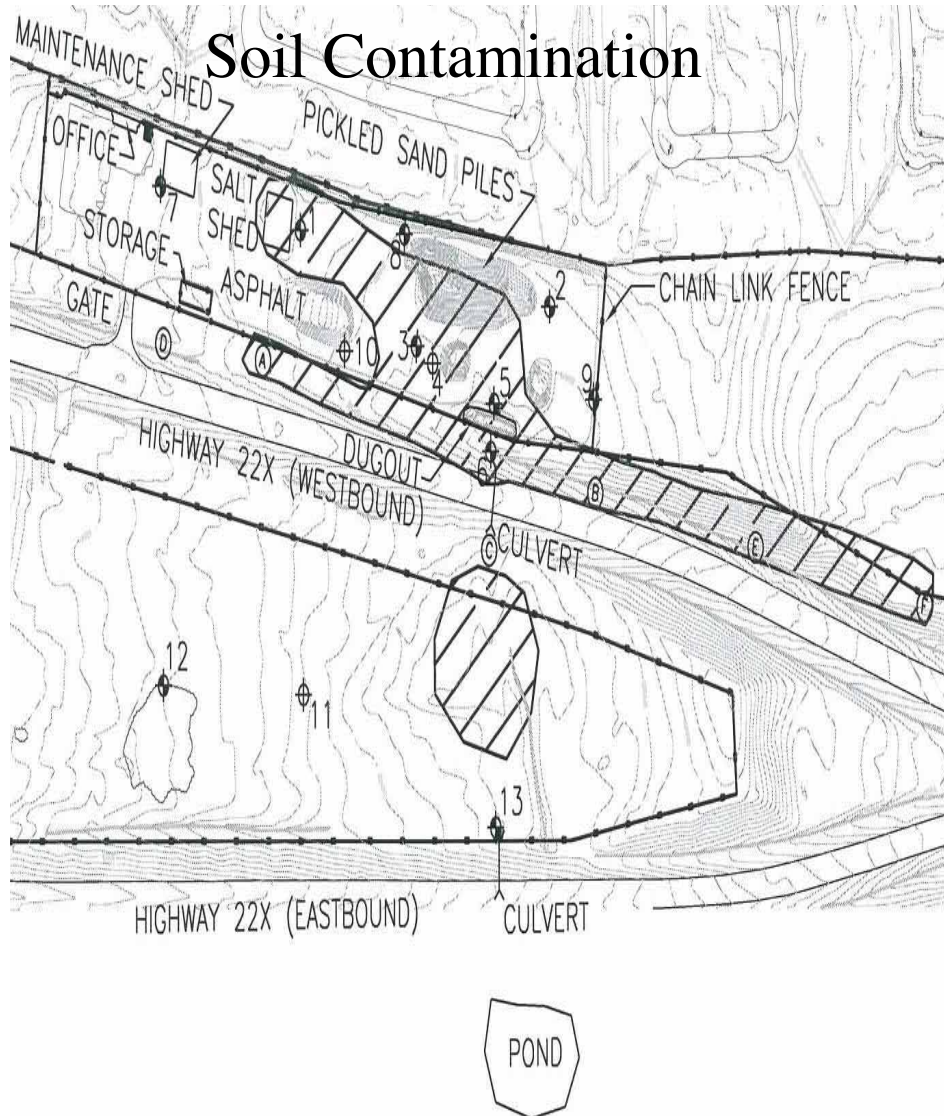 Soil Contamination
MAINTENANCE SHED
OFFICE
PICKLED SAND PILES
SALT
SHED
STORAGE
ASPHALT
GATE
CHAIN LINK FENCE
1
2
3
4
5
7
8
9
10
A
B
C
D
E
F
DUGOUT
HIGHWAY 22X (WESTBOUND)
CULVERT
12
11
13
HIGHWAY 22X (EASTBOUND)
CULVERT
POND